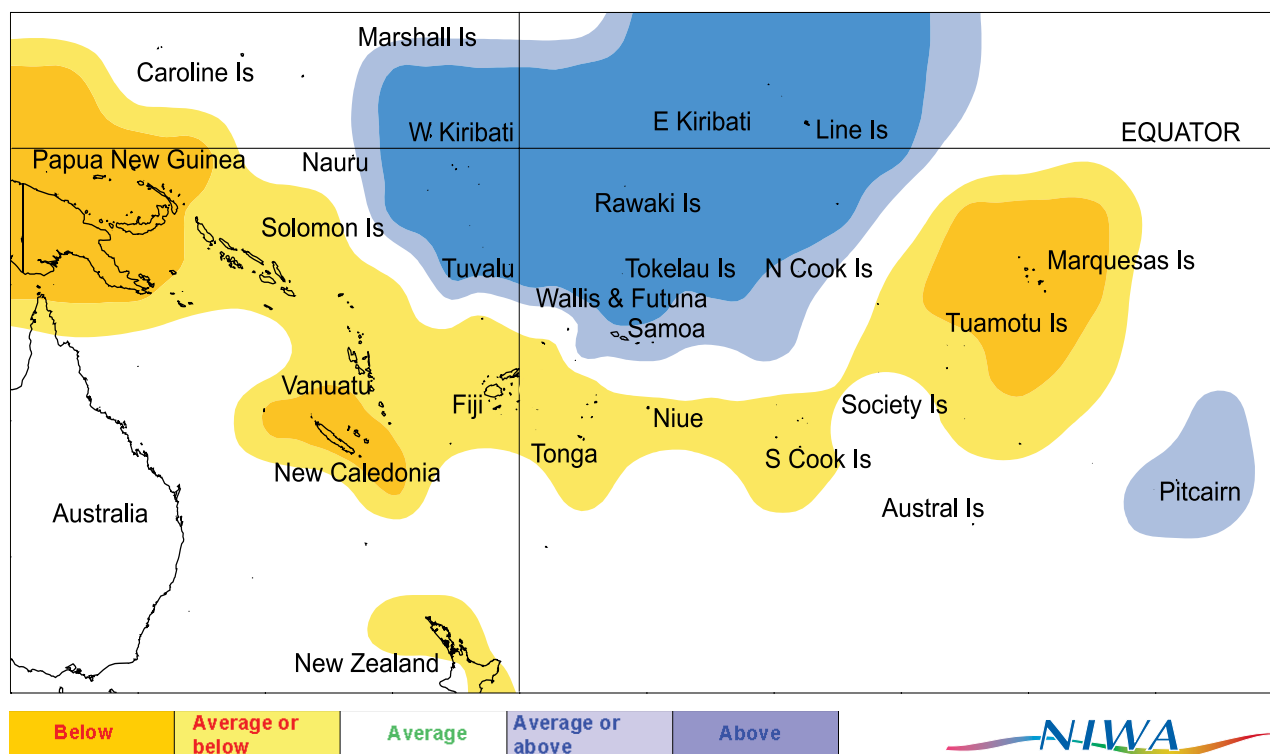 Marshall Is
Caroline Is
W Kiribati
E Kiribati
Line Is
EQUATOR
Papua New Guinea
Nauru
Rawaki Is
Solomon Is
Tuvalu
Tokelau Is
N Cook Is
Marquesas Is
Wallis & Futuna
Samoa
Tuamotu Is
Vanuatu
Fiji
Niue
Society Is
Tonga
S Cook Is
New Caledonia
Pitcairn
Australia
Austral Is
New Zealand
Below
Average or
below
Average
Average or
above
Above
NIWA